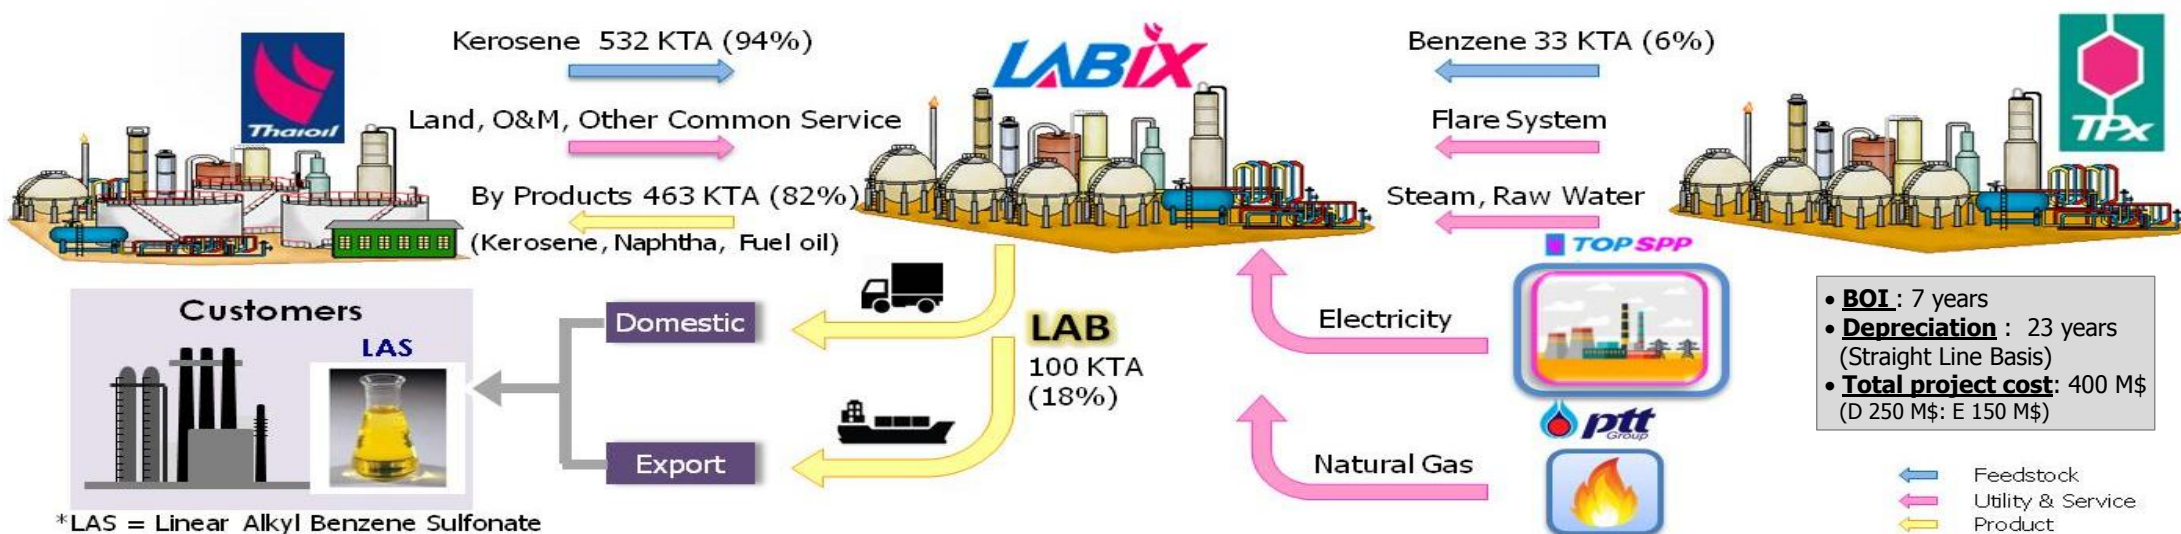 Kerosene 532 KTA (94%)
Thaioil
Land, O&M, Other Common Service
By Products 463 KTA (82%)
(Kerosene, Naphtha, Fuel oil)
LABIX
Benzene 33 KTA (6%)
Flare System
Steam, Raw Water
TPX
TOP SPP
Electricity
ptt
Group
Natural Gas
LAB
100 KTA
(18%)
Domestic
Export
Customers
LAS
*LAS = Linear Alkyl Benzene Sulfonate
• BOI : 7 years
• Depreciation : 23 years
(Straight Line Basis)
• Total project cost: 400 M$
(D 250 M$: E 150 M$)
Feedstock
Utility & Service
Product